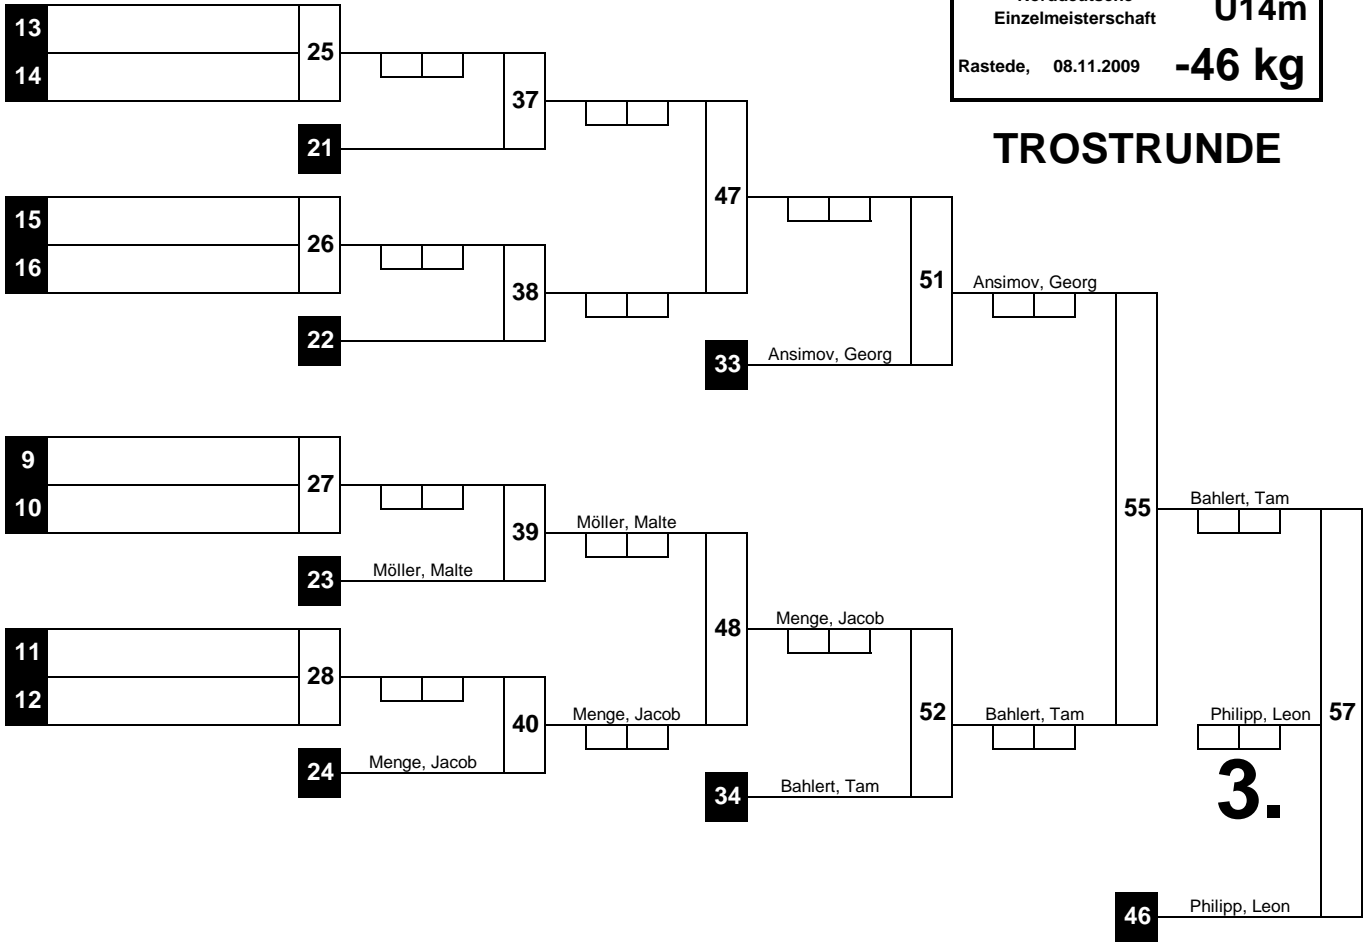 Norddeutsche
Einzelmeisterschaft
U14m
Rastede, 08.11.2009 -46 kg
TROSTRUNDE
13
25
14
37
21
47
15
26
16
38
22
51
Ansimov, Georg
33
Ansimov, Georg
9
27
10
39
Möller, Malte
23
Möller, Malte
55
Bahlert, Tam
11
28
12
48
Menge, Jacob
40
Menge, Jacob
24
Menge, Jacob
52
Bahlert, Tam
34
Bahlert, Tam
Philipp, Leon
57
3.
46
Philipp, Leon